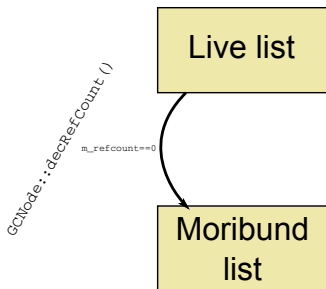 Live list
GCNode::decRefCount()
m_refcount==0
Moribund
list